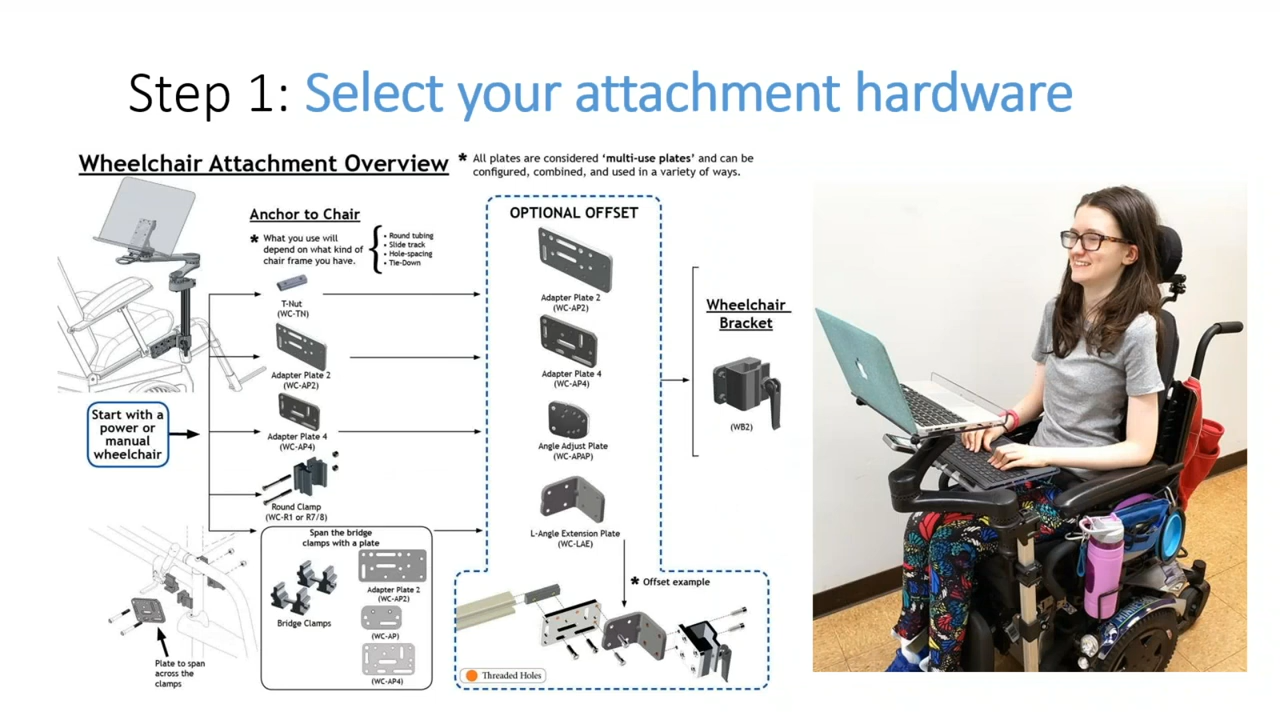 Step 1: Select your attachment hardware
Wheelchair Attachment Overview
* All plates are considered 'multi-use plates' and can be
configured, combined, and used in a variety of ways.
Anchor to Chair
* What you use will
depend on what kind of
chair frame you have.
• Round tubing
• Slide track
• Hole-spacing
• Tie-Down
T-Nut
(WC-TN)
Adapter Plate 2
(WC-AP2)
Adapter Plate 4
(WC-AP4)
Round Clamp
(WC-R1 or R7/8)
Start with a
power or
manual
wheelchair
Plate to span
across the
clamps
Span the bridge
clamps with a plate
Bridge Clamps
Adapter Plate 2
(WC-AP2)
(WC-AP)
(WC-AP4)
OPTIONAL OFFSET
Adapter Plate 2
(WC-AP2)
Adapter Plate 4
(WC-AP4)
Angle Adjust Plate
(WC-APAP)
L-Angle Extension Plate
(WC-LAE)
* Offset example
Threaded Holes
Wheelchair
Bracket
(WB2)